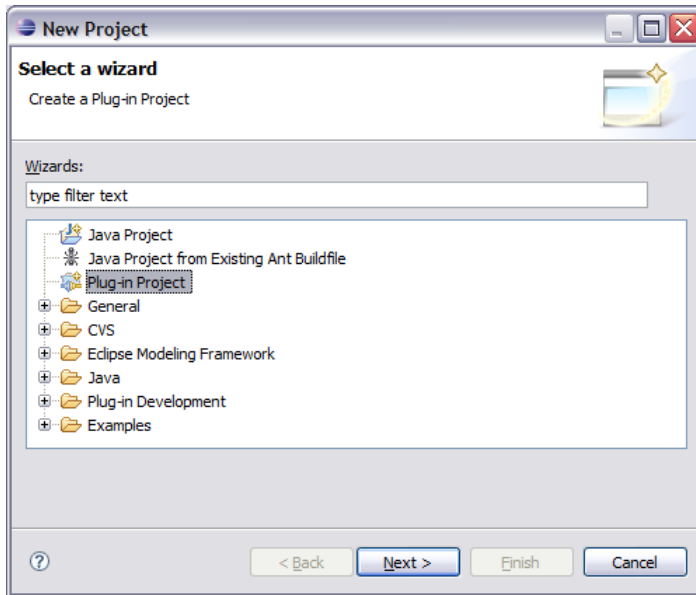 New Project
Select a wizard
Create a Plug-in Project
Wizards:
type filter text
Java Project
Java Project from Existing Ant Buildfile
Plug-in Project
General
CVS
Eclipse Modeling Framework
Java
Plug-in Development
Examples
? < Back Next > Finish Cancel